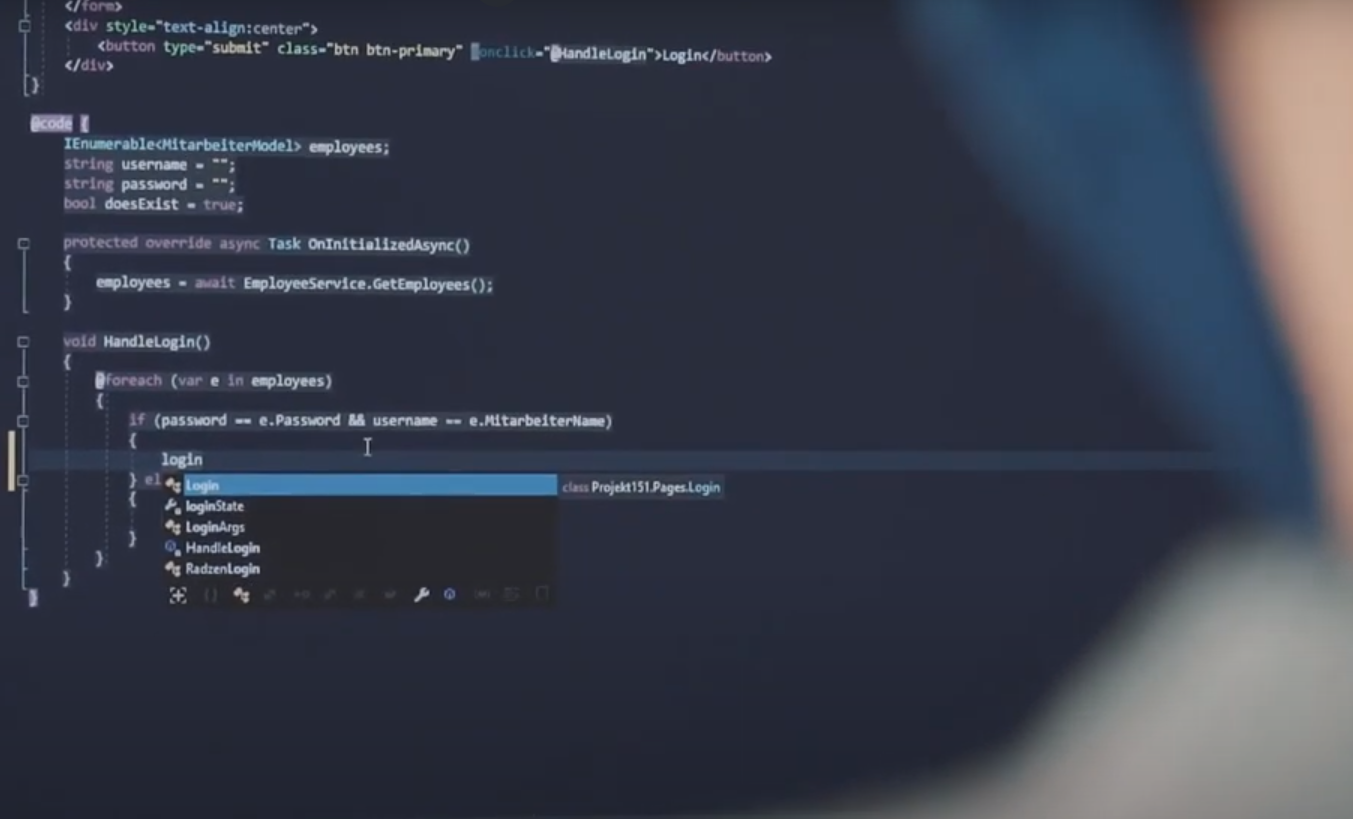 </form>
<div style="text-align:center">
<button type="submit" class="btn btn-primary" @onclick="@HandleLogin">Login</button>
</div>
}
@code {
IEnumerable<MitarbeiterModel> employees;
string username = "";
string password = "";
bool doesExist = true;
protected override async Task OnInitializedAsync()
{
employees = await EmployeeService.GetEmployees();
}
void HandleLogin()
{
@foreach (var e in employees)
{
if (password == e.Password && username == e.MitarbeiterName)
{
login
} el
{
}
}
}
}
Login class Projekt151.Pages.Login
loginState
LoginArgs
HandleLogin
RadzenLogin